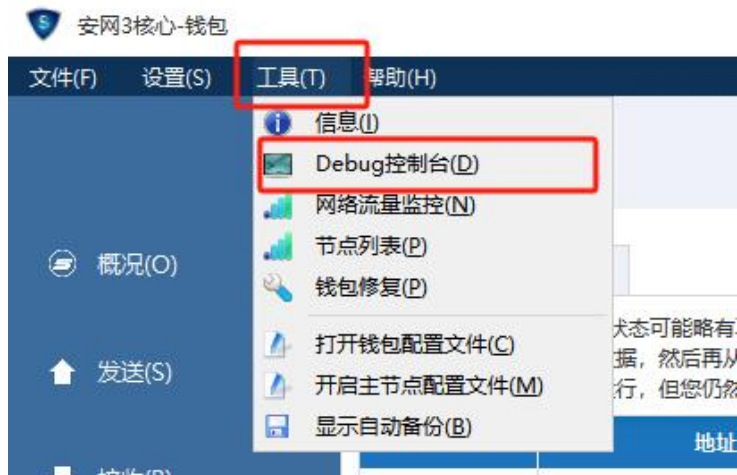 安网3核心-钱包
文件(F) 设置(S) 工具(T) 帮助(H)
信息(I)
Debug控制台(D)
网络流量监控(N)
节点列表(P)
钱包修复(P)
打开钱包配置文件(C)
开启主节点配置文件(M)
显示自动备份(B)
概况(O)
发送(S)
状态可能略有
据，然后再从
行，但您仍然
地址